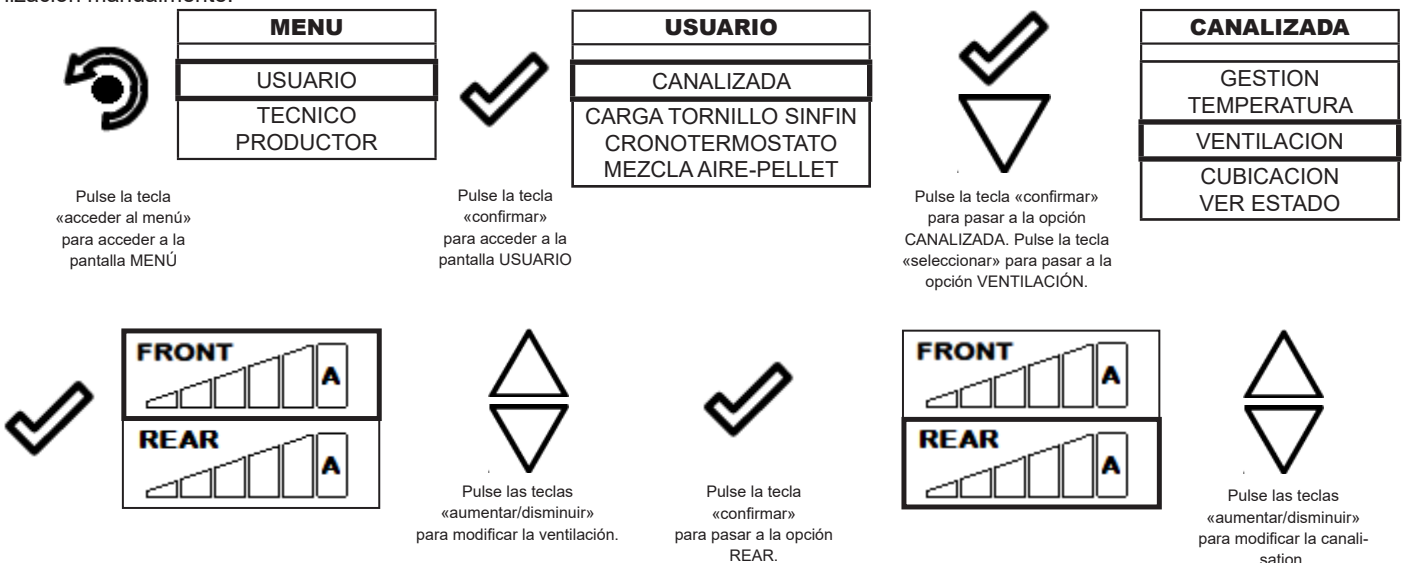 lización manualmente.
MENU
USUARIO
TECNICO
PRODUCTOR
Pulse la tecla
«acceder al menú»
para acceder a la
pantalla MENÚ
USUARIO
CANALIZADA
CARGA TORNILLO SINFIN
CRONOTERMOSTATO
MEZCLA AIRE-PELLET
Pulse la tecla
«confirmar»
para acceder a la
pantalla USUARIO
Pulse la tecla «confirmar»
para pasar a la opción
CANALIZADA. Pulse la tecla
«seleccionar» para pasar a la
opción VENTILACIÓN.
CANALIZADA
GESTION
TEMPERATURA
VENTILACION
CUBICACION
VER ESTADO
FRONT
A
REAR
A
Pulse las teclas
«aumentar/disminuir»
para modificar la ventilación.
Pulse la tecla
«confirmar»
para pasar a la opción
REAR.
FRONT
A
REAR
A
Pulse las teclas
«aumentar/disminuir»
para modificar la canali-
sation